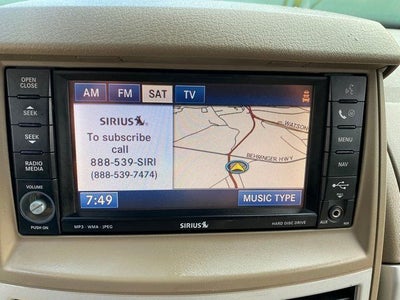 AM FM SAT TV
OPEN
CLOSE
SEEK
SEEK
RADIO
MEDIA
VOLUME
PUSH ON
SIRIUS
To subscribe
call
888-539-SIRI
(888-539-7474)
WATSON
BEHRINGER HWY
7:49
MUSIC TYPE
MENU
NAV
AUX
MP3 · WMA · JPEG
SIRIUS
HARD DISC DRIVE